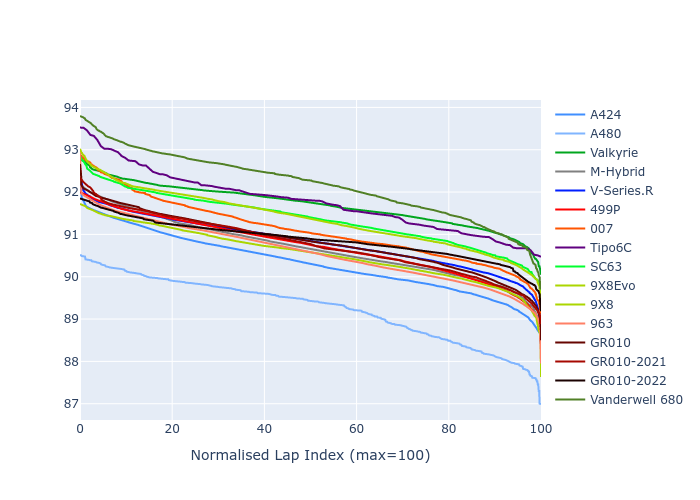 94
93
92
91
90
89
88
87
0
20
40
60
80
100
Normalised Lap Index (max=100)
A424
A480
Valkyrie
M-Hybrid
V-Series.R
499P
007
Tipo6C
SC63
9X8Evo
9X8
963
GR010
GR010-2021
GR010-2022
Vanderwell 680